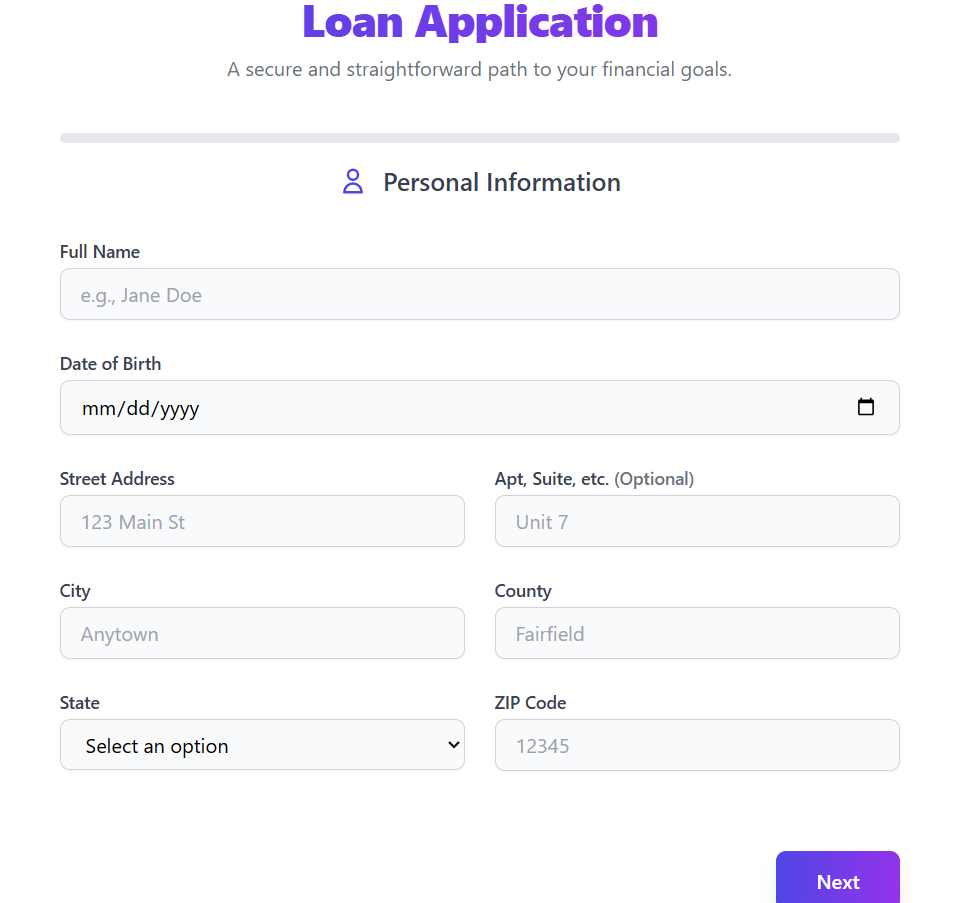 Loan Application
A secure and straightforward path to your financial goals.
Personal Information
Full Name
e.g., Jane Doe
Date of Birth
mm/dd/yyyy
Street Address
Apt, Suite, etc. (Optional)
123 Main St
Unit 7
City
County
Anytown
Fairfield
State
ZIP Code
Select an option
12345
Next